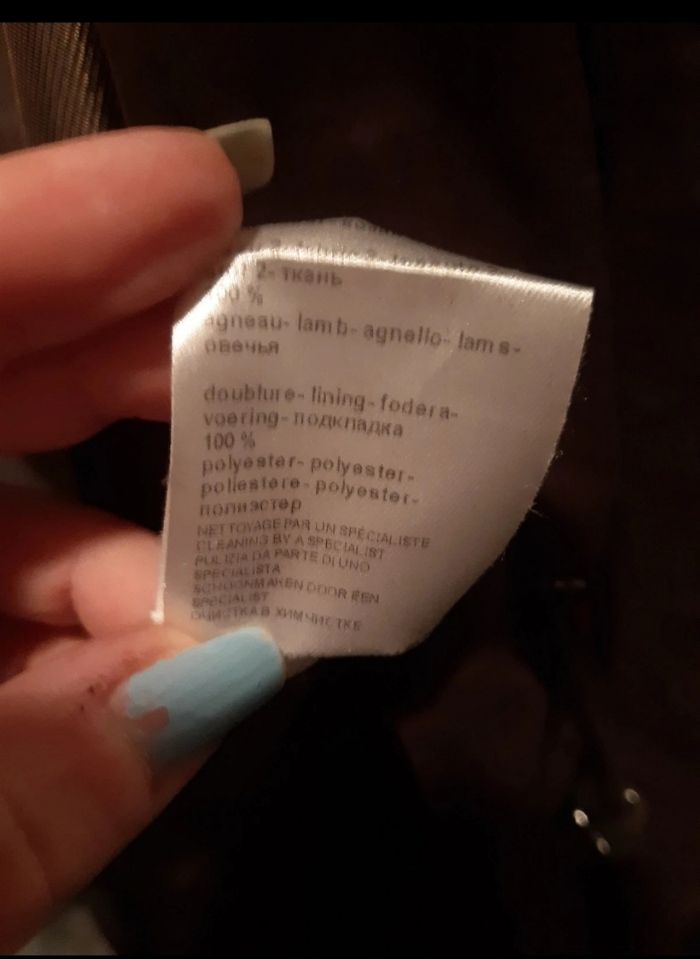 2- ткань
100 %
agneau- lamb- agnello- lams-
овечья
doublure- lining- fodera-
voering- подкладка
100 %
polyester- polyester-
poliestere- polyester-
полиэстер
NETTOYAGE PAR UN SPÉCIALISTE
CLEANING BY A SPECIALIST
PULIZIA DA PARTE DI UNO
SPECIALISTA
SCHOONMAKEN DOOR EEN
SPECIALIST
ОЧИСТКА В ХИМЧИСТКЕ